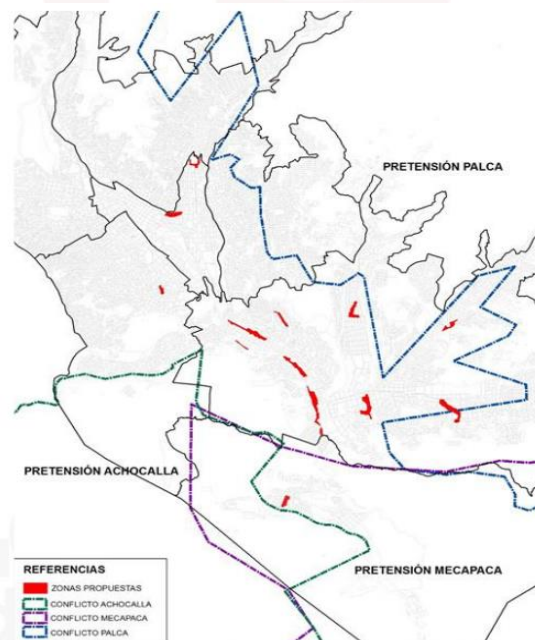 PRETENSIÓN PALCA
PRETENSIÓN ACHOCALLA
PRETENSIÓN MECAPACA
REFERENCIAS
ZONAS PROPUESTAS
CONFLICTO ACHOCALLA
CONFLICTO MECAPACA
CONFLICTO PALCA